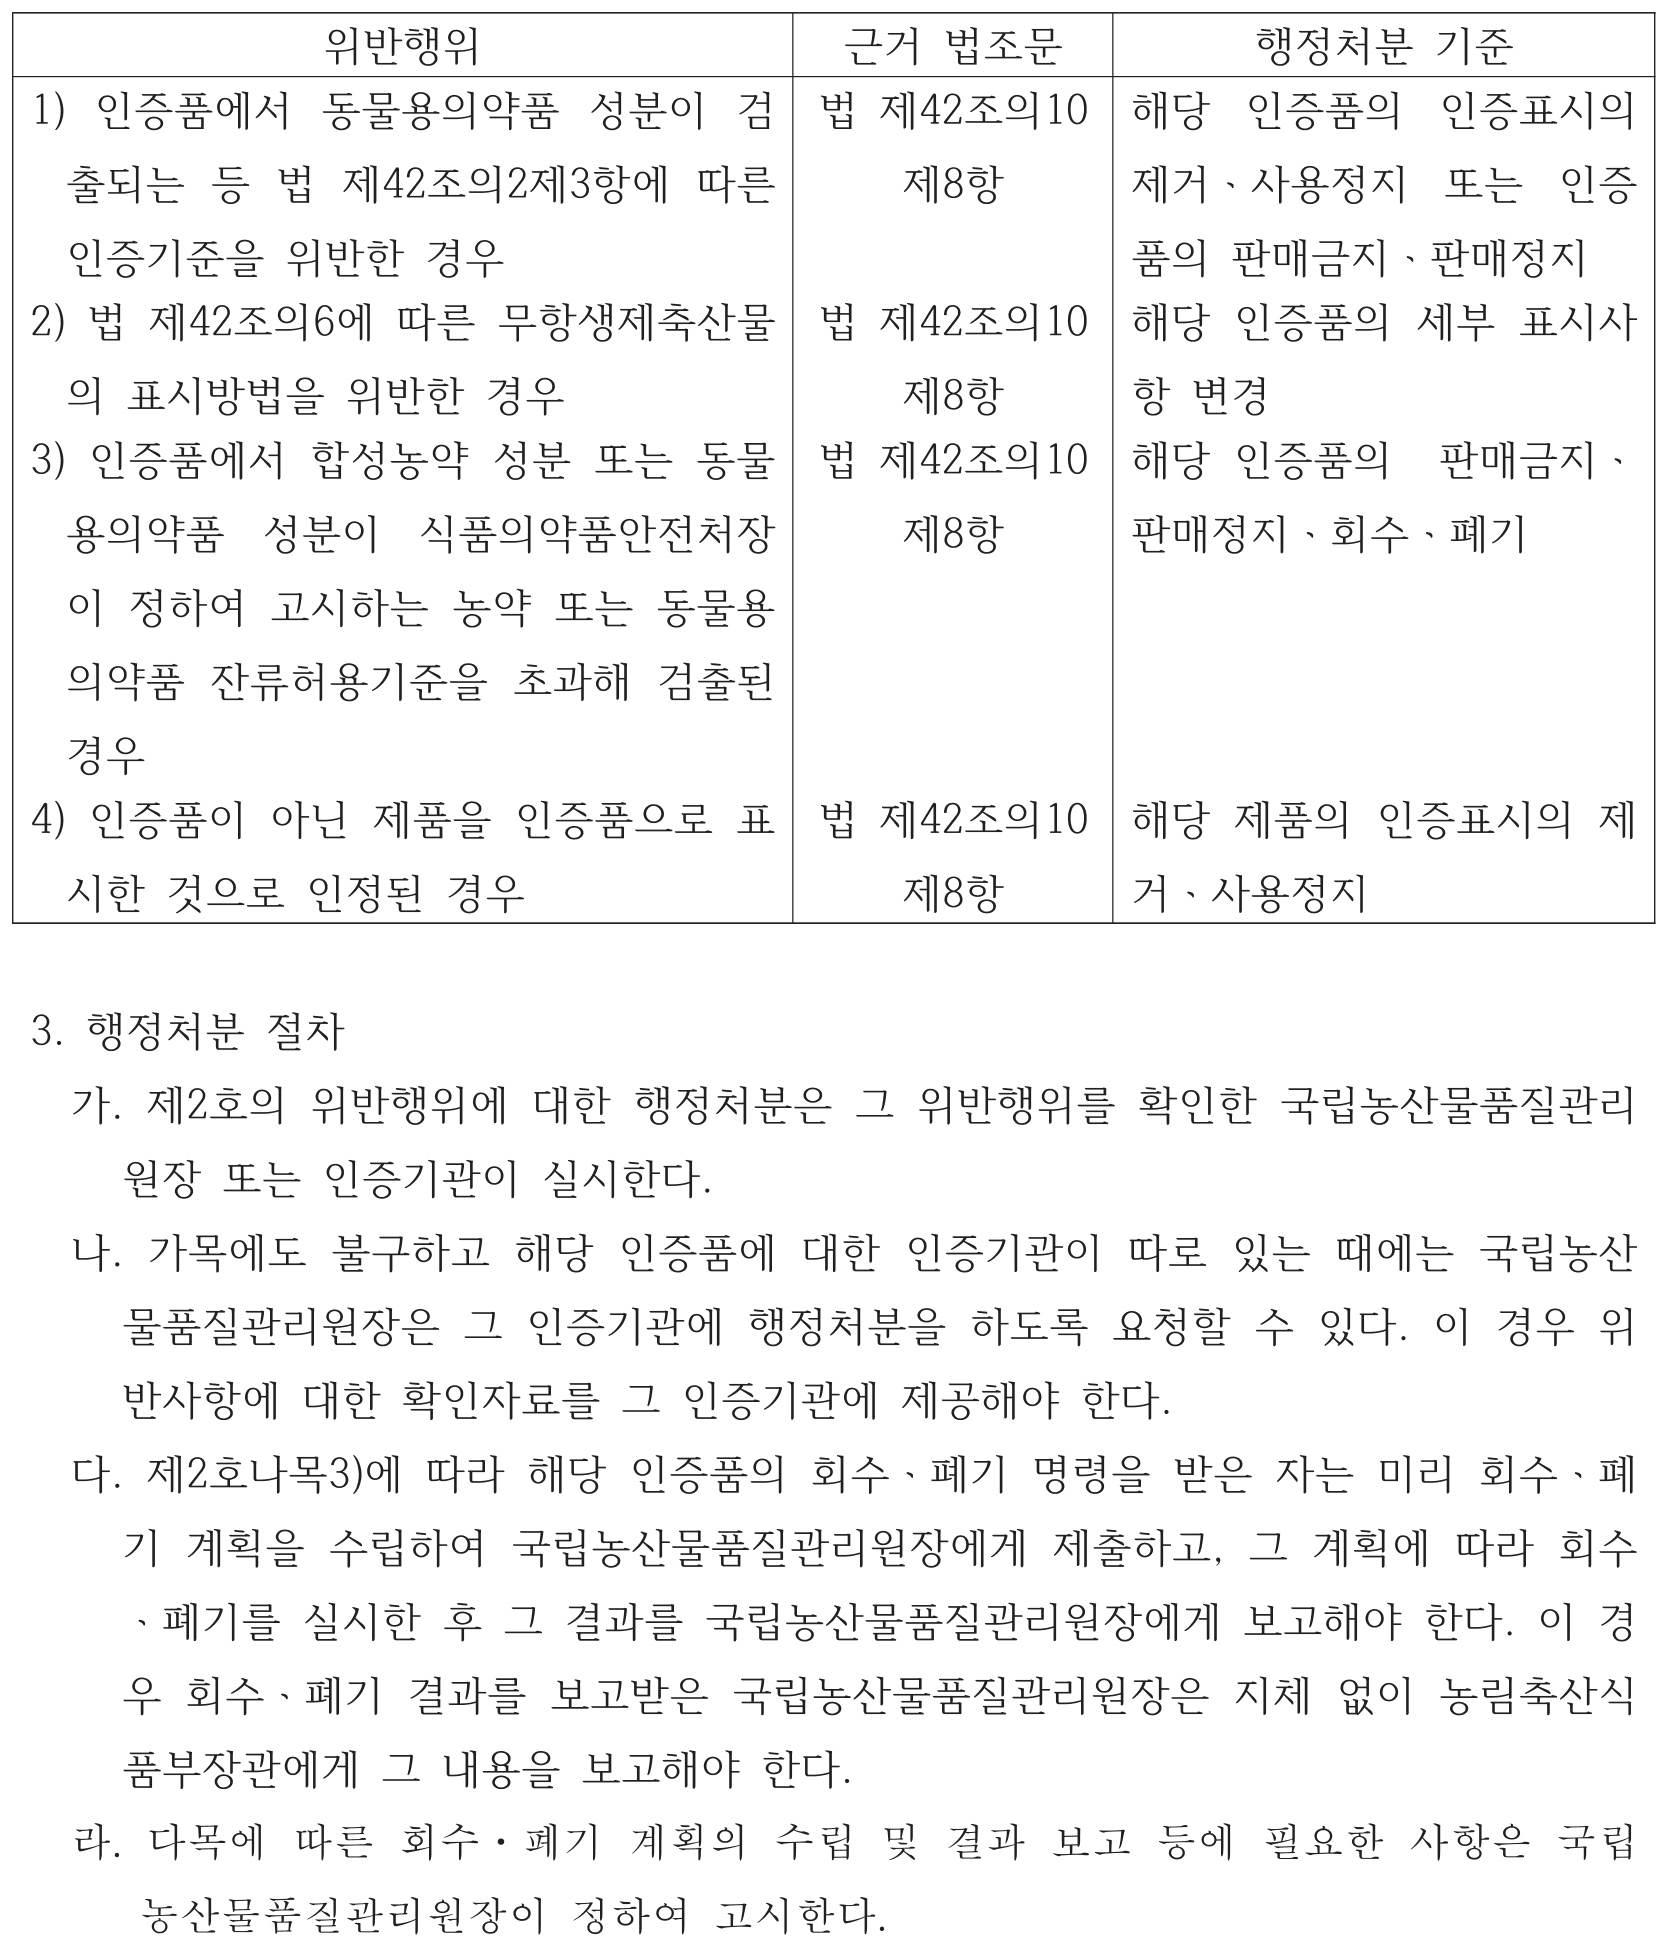 위반행위 근거 법조문 행정처분 기준
1) 인증품에서 동물용의약품 성분이 검 법 제42조의10 해당 인증품의 인증표시의
출되는 등 법 제42조의2제3항에 따른 제8항 제거ㆍ사용정지 또는 인증
인증기준을 위반한 경우 품의 판매금지ㆍ판매정지
2) 법 제42조의6에 따른 무항생제축산물 법 제42조의10 해당 인증품의 세부 표시사
의 표시방법을 위반한 경우 제8항 항 변경
3) 인증품에서 합성농약 성분 또는 동물 법 제42조의10 해당 인증품의 판매금지ㆍ
용의약품 성분이 식품의약품안전처장 제8항 판매정지ㆍ회수ㆍ폐기
이 정하여 고시하는 농약 또는 동물용
의약품 잔류허용기준을 초과해 검출된
경우
4) 인증품이 아닌 제품을 인증품으로 표 법 제42조의10 해당 제품의 인증표시의 제
시한 것으로 인정된 경우 제8항 거ㆍ사용정지
3. 행정처분 절차
가. 제2호의 위반행위에 대한 행정처분은 그 위반행위를 확인한 국립농산물품질관리
원장 또는 인증기관이 실시한다.
나. 가목에도 불구하고 해당 인증품에 대한 인증기관이 따로 있는 때에는 국립농산
물품질관리원장은 그 인증기관에 행정처분을 하도록 요청할 수 있다. 이 경우 위
반사항에 대한 확인자료를 그 인증기관에 제공해야 한다.
다. 제2호나목3)에 따라 해당 인증품의 회수ㆍ폐기 명령을 받은 자는 미리 회수ㆍ폐
기 계획을 수립하여 국립농산물품질관리원장에게 제출하고, 그 계획에 따라 회수
ㆍ폐기를 실시한 후 그 결과를 국립농산물품질관리원장에게 보고해야 한다. 이 경
우 회수ㆍ폐기 결과를 보고받은 국립농산물품질관리원장은 지체 없이 농림축산식
품부장관에게 그 내용을 보고해야 한다.
라. 다목에 따른 회수·폐기 계획의 수립 및 결과 보고 등에 필요한 사항은 국립
농산물품질관리원장이 정하여 고시한다.